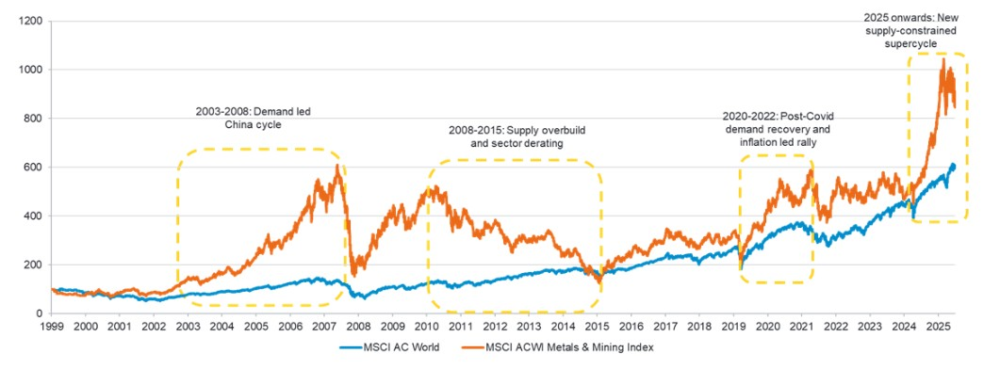 2025 onwards: New
supply-constrained
supercycle
1200
1000
800
600
400
200
0
2003-2008: Demand led
China cycle
2008-2015: Supply overbuild
and sector derating
2020-2022: Post-Covid
demand recovery and
inflation led rally
1999 2000 2001 2002 2003 2004 2005 2006 2007 2008 2009 2010 2011 2012 2013 2014 2015 2016 2017 2018 2019 2020 2021 2022 2023 2024 2025
MSCI AC World MSCI ACWI Metals & Mining Index